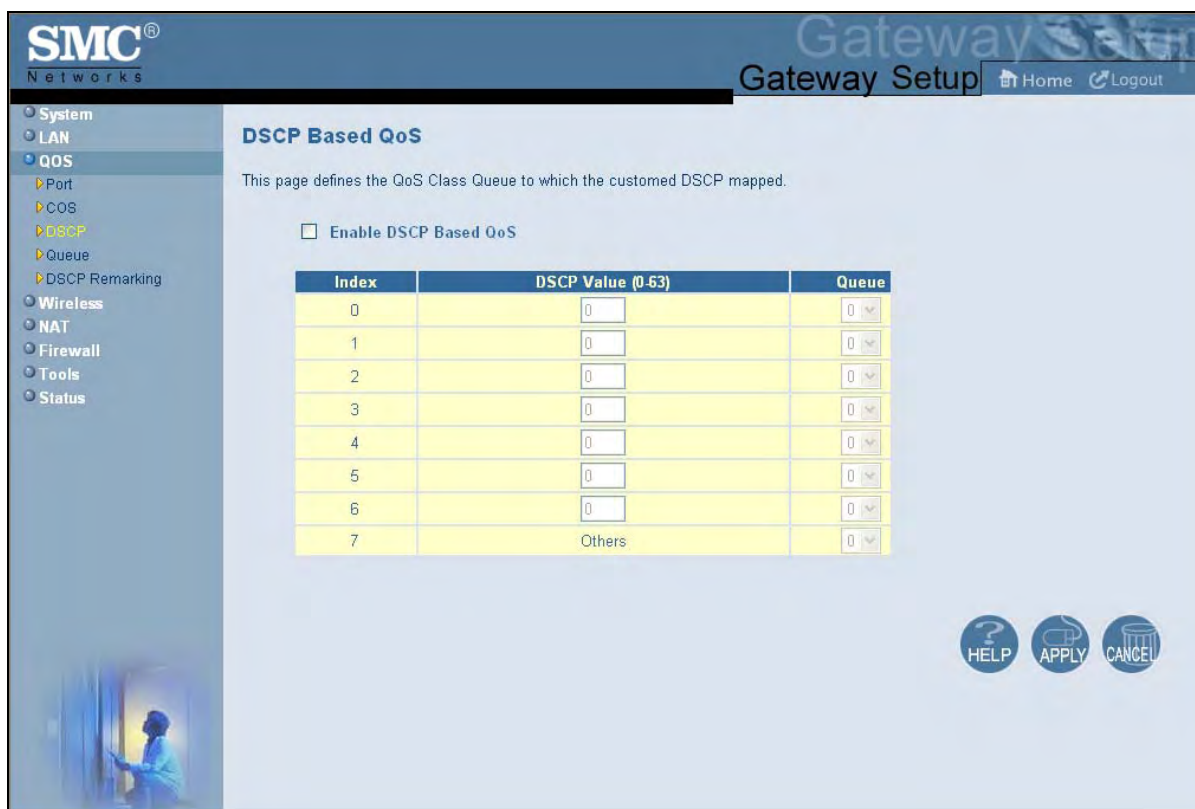 SMC®
Networks
Gateway Setup
Gateway Setup
Home
Logout
System
LAN
QOS
Port
COS
DSCP
Queue
DSCP Remarking
Wireless
NAT
Firewall
Tools
Status
DSCP Based QoS
This page defines the QoS Class Queue to which the customed DSCP mapped.
Enable DSCP Based QoS
Index DSCP Value (0-63) Queue
0 0 0
1 0 0
2 0 0
3 0 0
4 0 0
5 0 0
6 0 0
7 Others 0
HELP APPLY CANCEL